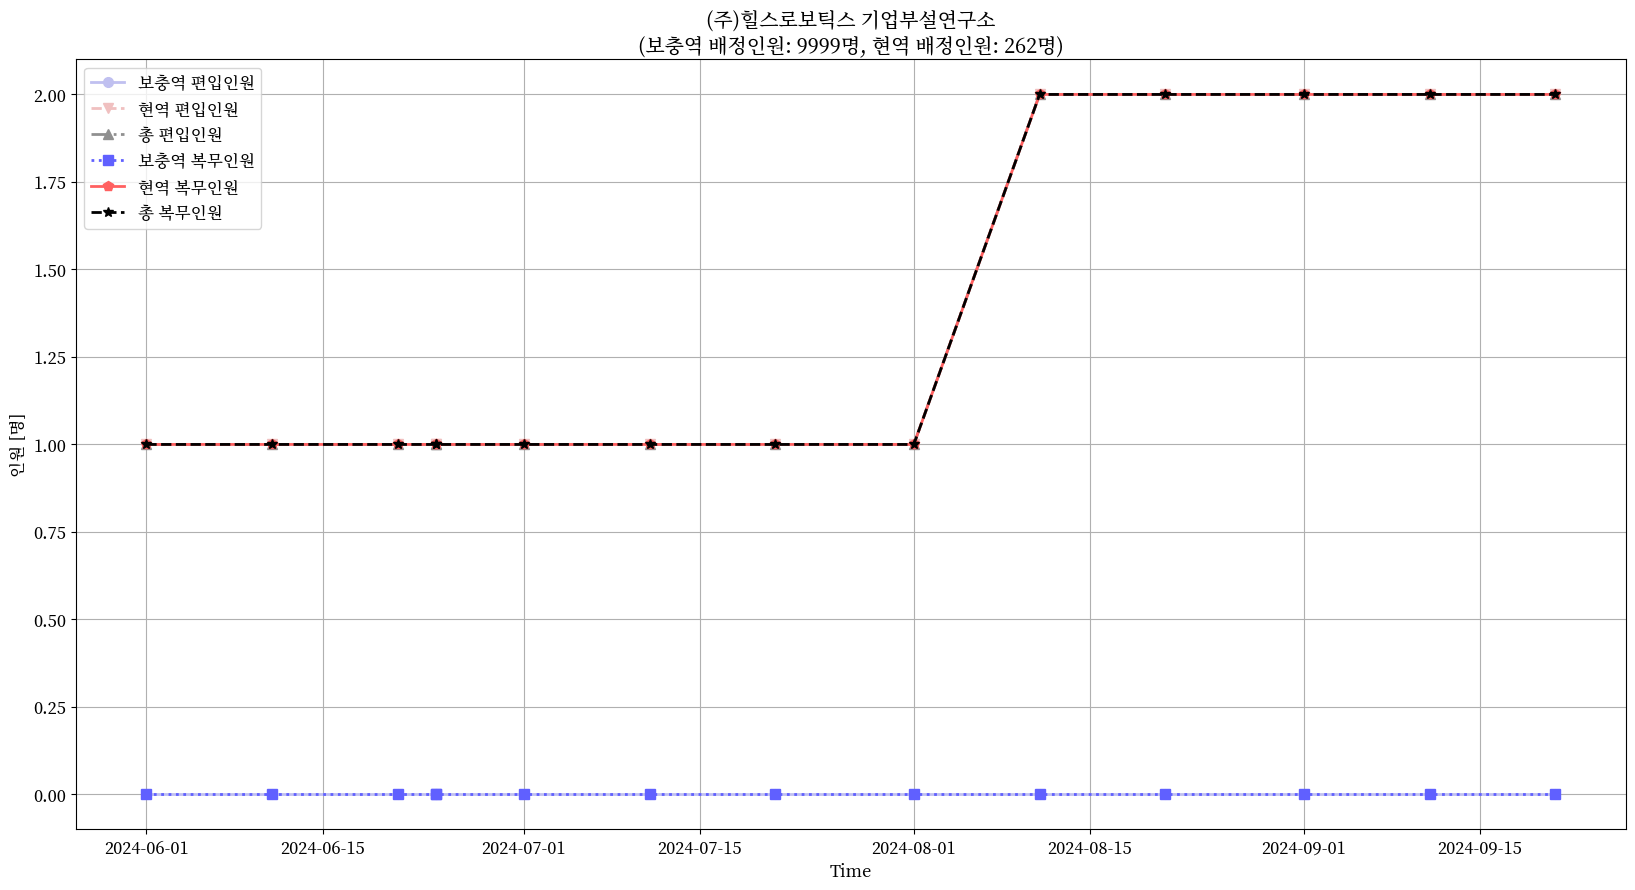 (주)힐스로보틱스 기업부설연구소
(보충역 배정인원: 9999명, 현역 배정인원: 262명)
보충역 편입인원
현역 편입인원
총 편입인원
보충역 복무인원
현역 복무인원
총 복무인원
2.00
1.75
1.50
1.25
1.00
0.75
0.50
0.25
0.00
인원 [명]
2024-06-01 2024-06-15 2024-07-01 2024-07-15 2024-08-01 2024-08-15 2024-09-01 2024-09-15
Time